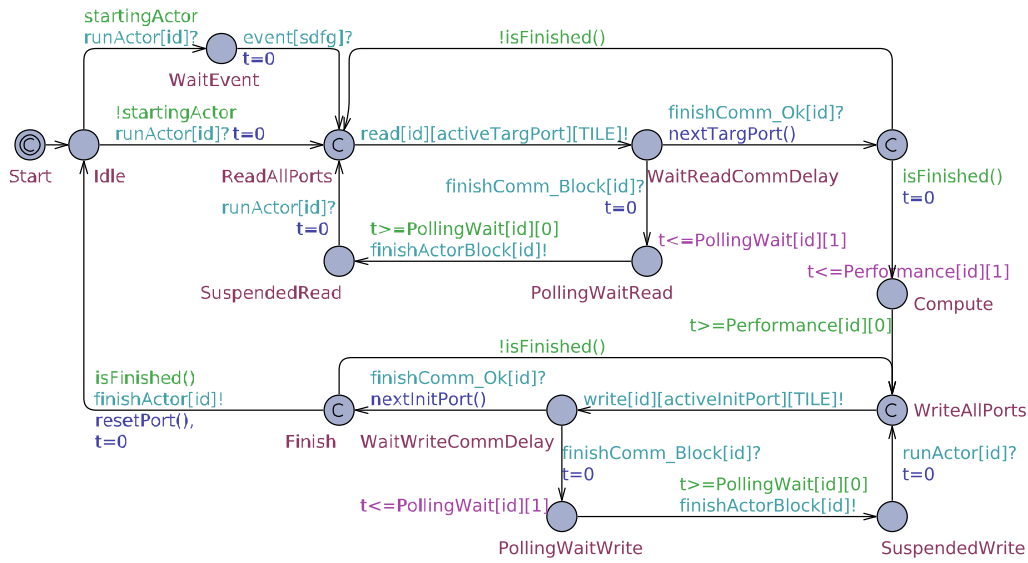 startingActor
runActor[id]?
event[sdfg]?
t=0
!isFinished()
WaitEvent
!startingActor
runActor[id]? t=0
read[id][activeTargPort][TILE]!
finishComm_Ok[id]?
nextTargPort()
C
C
C
Start
Idle
ReadAllPorts
WaitReadCommDelay
isFinished()
t=0
finishComm_Block[id]?
t=0
runActor[id]?
t=0
t>=PollingWait[id][0]
finishActorBlock[id]!
t<=PollingWait[id][1]
t<=Performance[id][1]
SuspendedRead
PollingWaitRead
Compute
t>=Performance[id][0]
!isFinished()
isFinished()
finishActor[id]!
resetPort(),
t=0
finishComm_Ok[id]?
nextInitPort()
write[id][activeInitPort][TILE]!
C
C
WriteAllPorts
Finish
WaitWriteCommDelay
finishComm_Block[id]?
t=0
runActor[id]?
t=0
t<=PollingWait[id][1]
t>=PollingWait[id][0]
finishActorBlock[id]!
PollingWaitWrite
SuspendedWrite